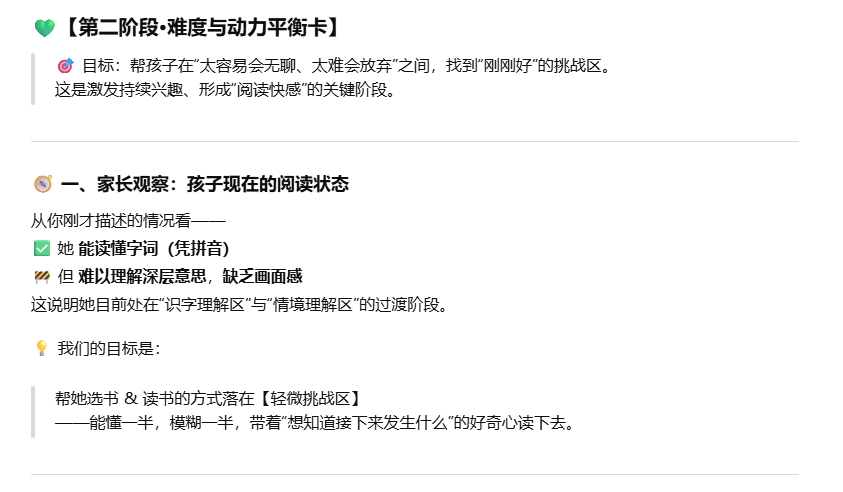 💚【第二阶段·难度与动力平衡卡】
🎯 目标：帮孩子在“太容易会无聊、太难会放弃”之间，找到“刚刚好”的挑战区。
这是激发持续兴趣、形成“阅读快感”的关键阶段。
🧭 一、家长观察：孩子现在的阅读状态
从你刚才描述的情况看——
✅ 她 能读懂字词（凭拼音）
🚧 但 难以理解深层意思，缺乏画面感
这说明她目前处在“识字理解区”与“情境理解区”的过渡阶段。
💡 我们的目标是：
帮她选书 & 读书的方式落在【轻微挑战区】
——能懂一半，模糊一半，带着“想知道接下来发生什么”的好奇心读下去。